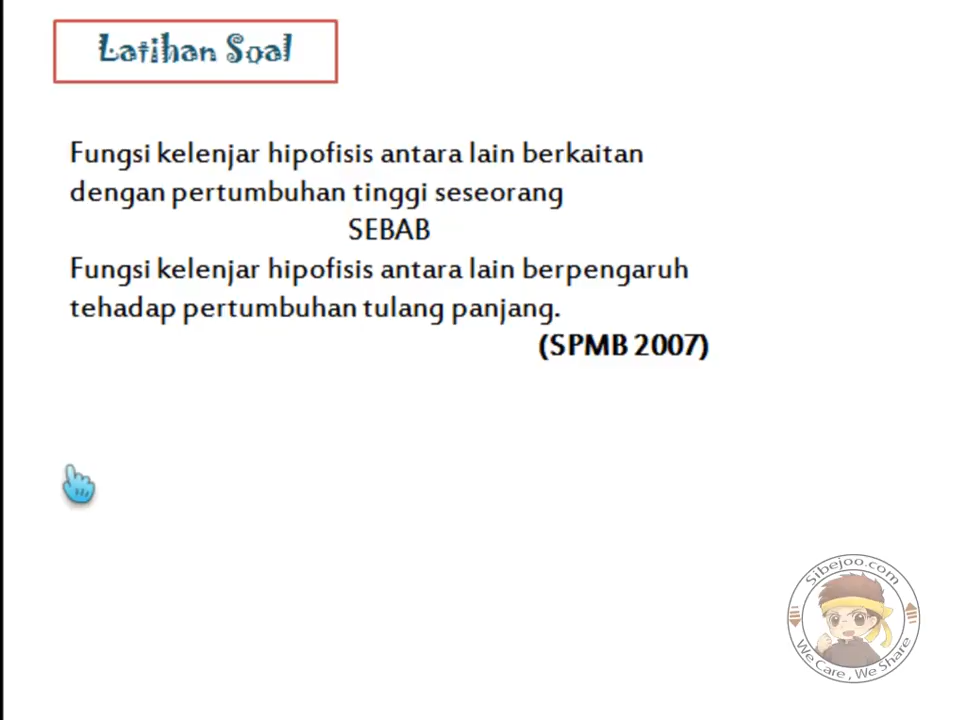 Latihan Soal
Fungsi kelenjar hipofisis antara lain berkaitan
dengan pertumbuhan tinggi seseorang
SEBAB
Fungsi kelenjar hipofisis antara lain berpengaruh
tehadap pertumbuhan tulang panjang.
(SPMB 2007)
Sibejoo.com
We Care , We Share